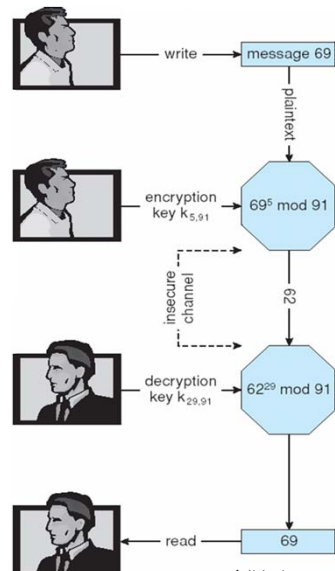 write
message 69
plaintext
encryption
key k5,91
69⁵ mod 91
insecure
channel
62
decryption
key k29,91
62²⁹ mod 91
read
69